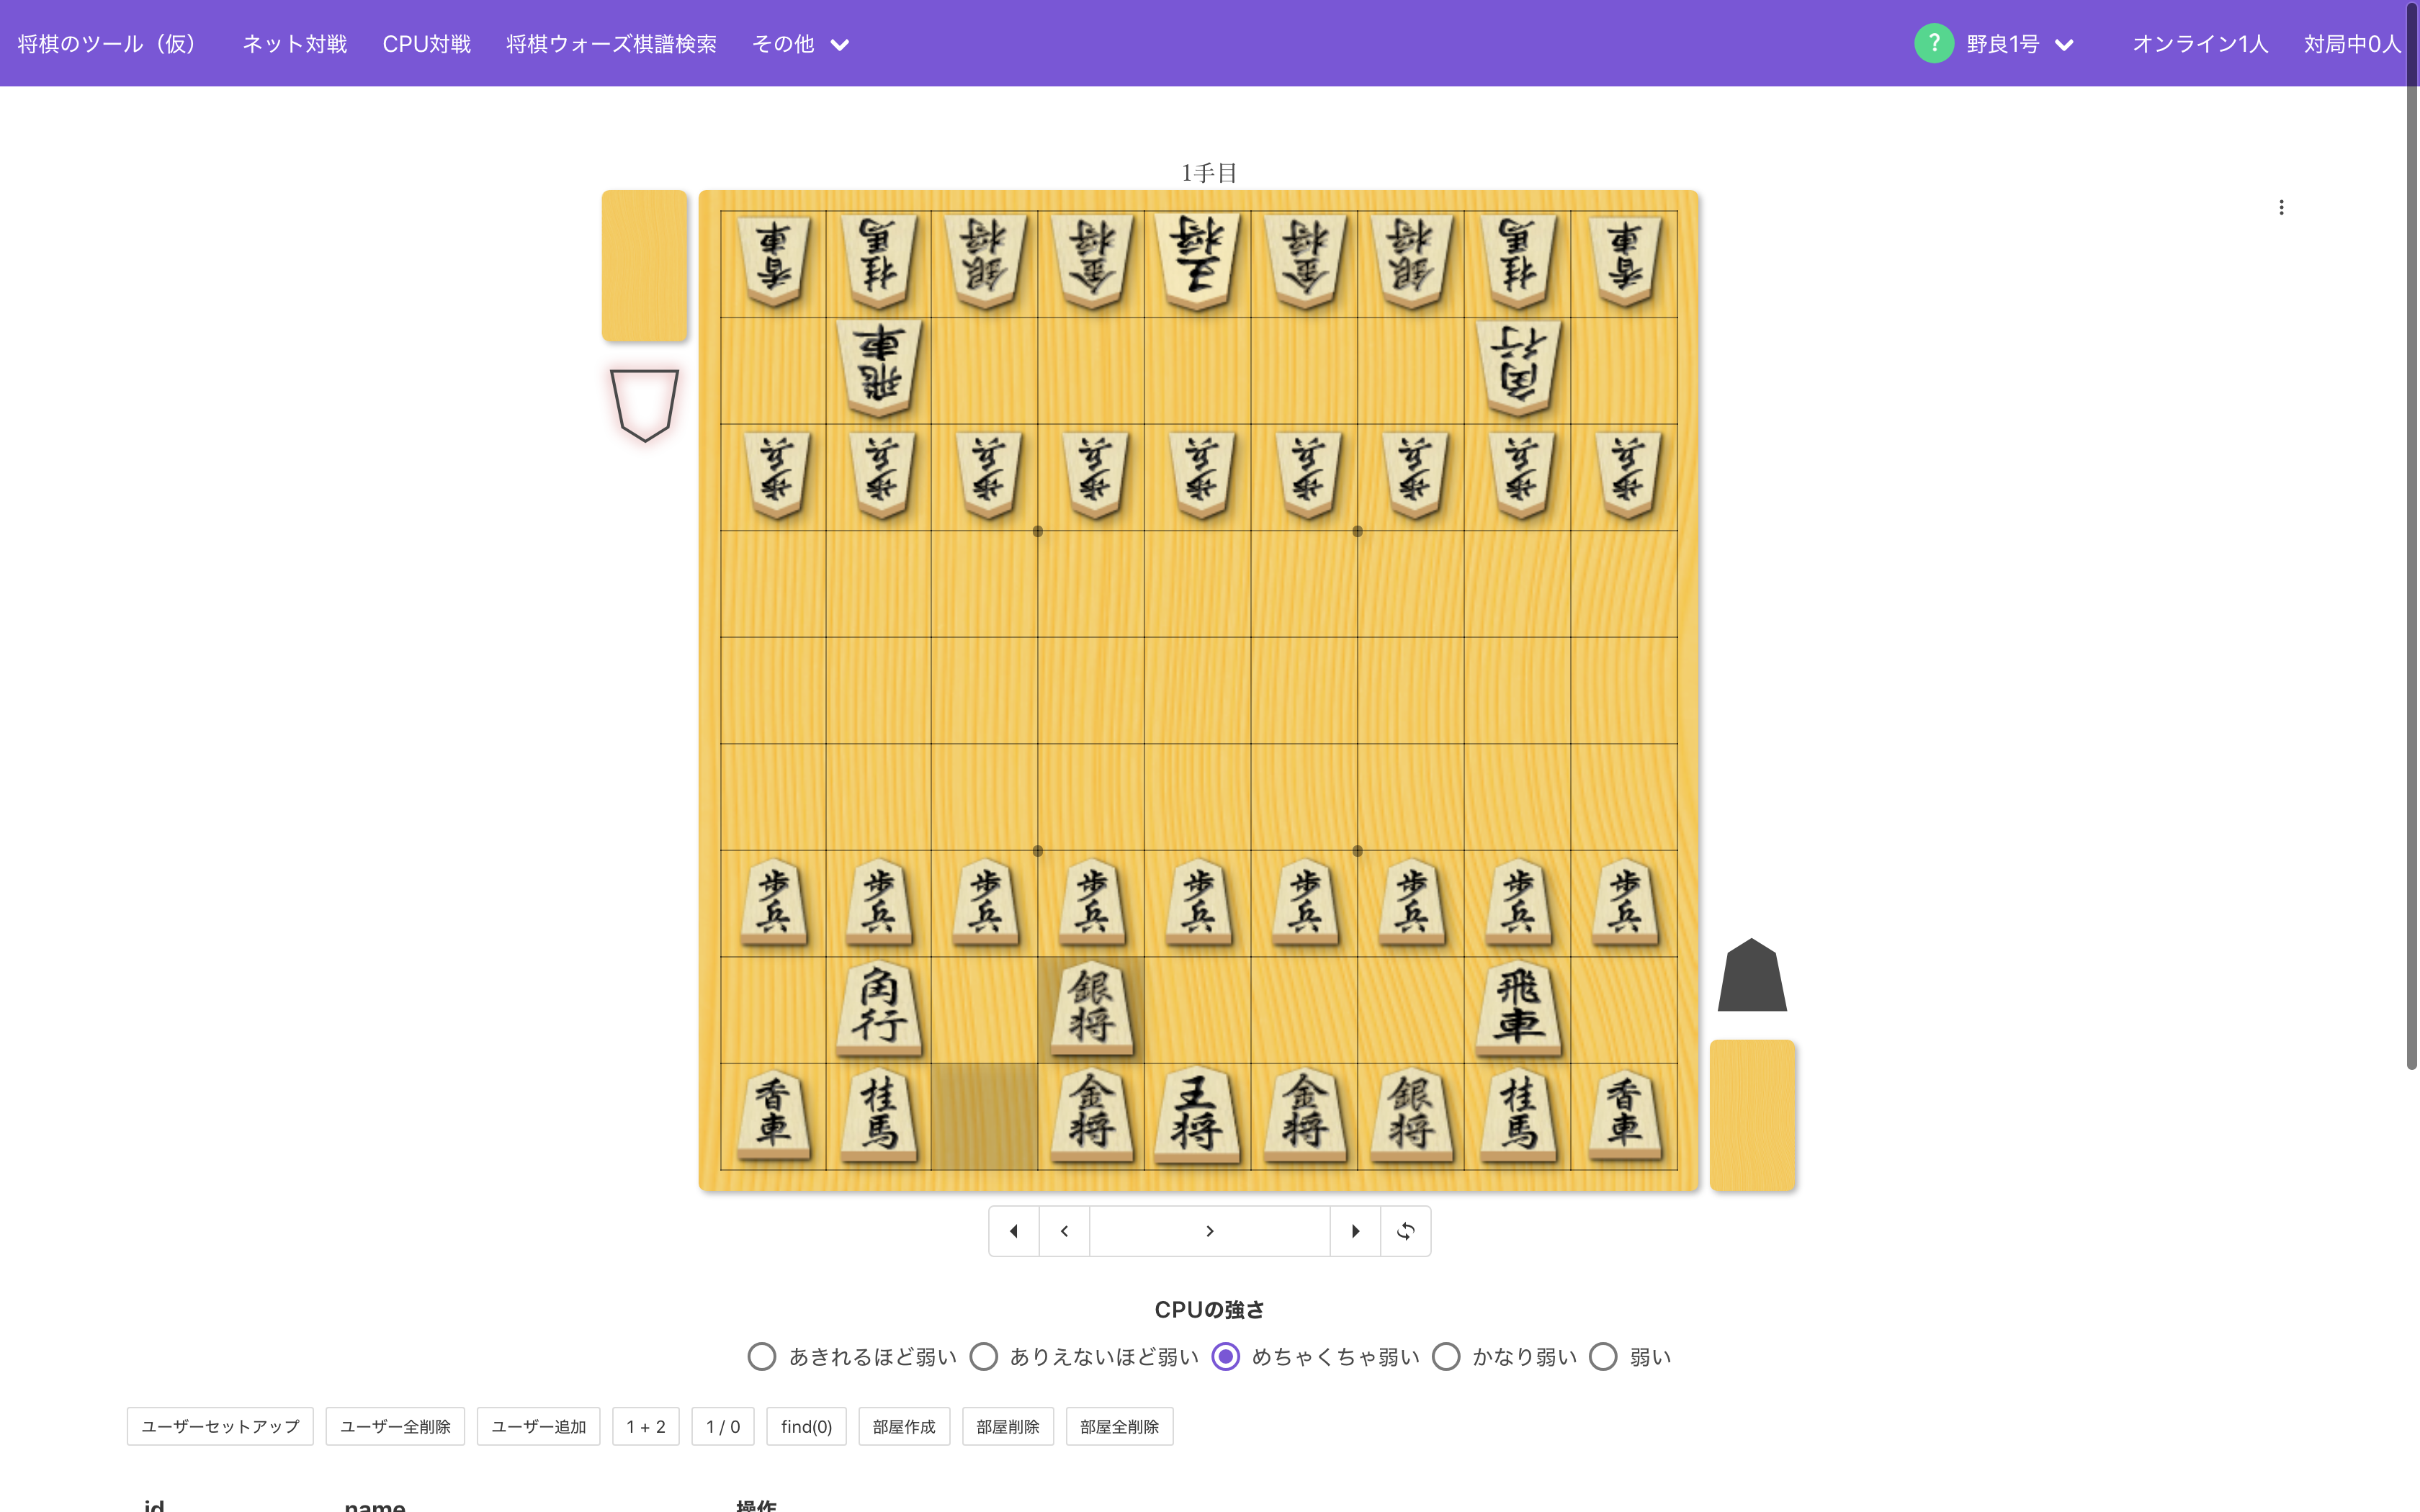 将棋のツール（仮） ネット対戦 CPU対戦 将棋ウォーズ棋譜検索 その他 ? 野良1号 オンライン1人 対局中0人
1手目
香車 桂馬 銀将 金将 王将 金将 銀将 桂馬 香車
飛車 角行
歩兵 歩兵 歩兵 歩兵 歩兵 歩兵 歩兵 歩兵 歩兵
歩兵 歩兵 歩兵 歩兵 歩兵 歩兵 歩兵 歩兵 歩兵
角行 銀将 飛車
香車 桂馬 金将 王将 金将 銀将 桂馬 香車
CPUの強さ
あきれるほど弱い ありえないほど弱い めちゃくちゃ弱い かなり弱い 弱い
ユーザーセットアップ ユーザー全削除 ユーザー追加 1 + 2 1 / 0 find(0) 部屋作成 部屋削除 部屋全削除
id name 操作